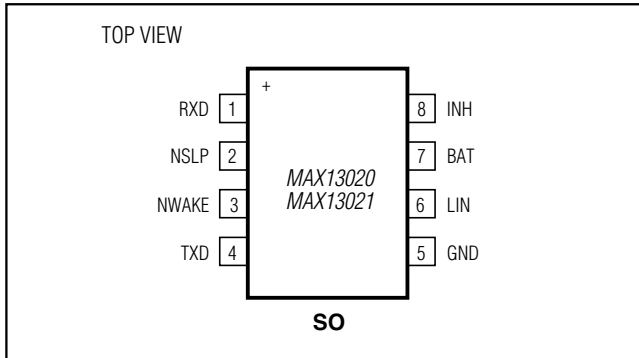 TOP VIEW
+
RXD 1
8 INH
NSLP 2
7 BAT
MAX13020
MAX13021
NWAKE 3
6 LIN
TXD 4
5 GND
SO